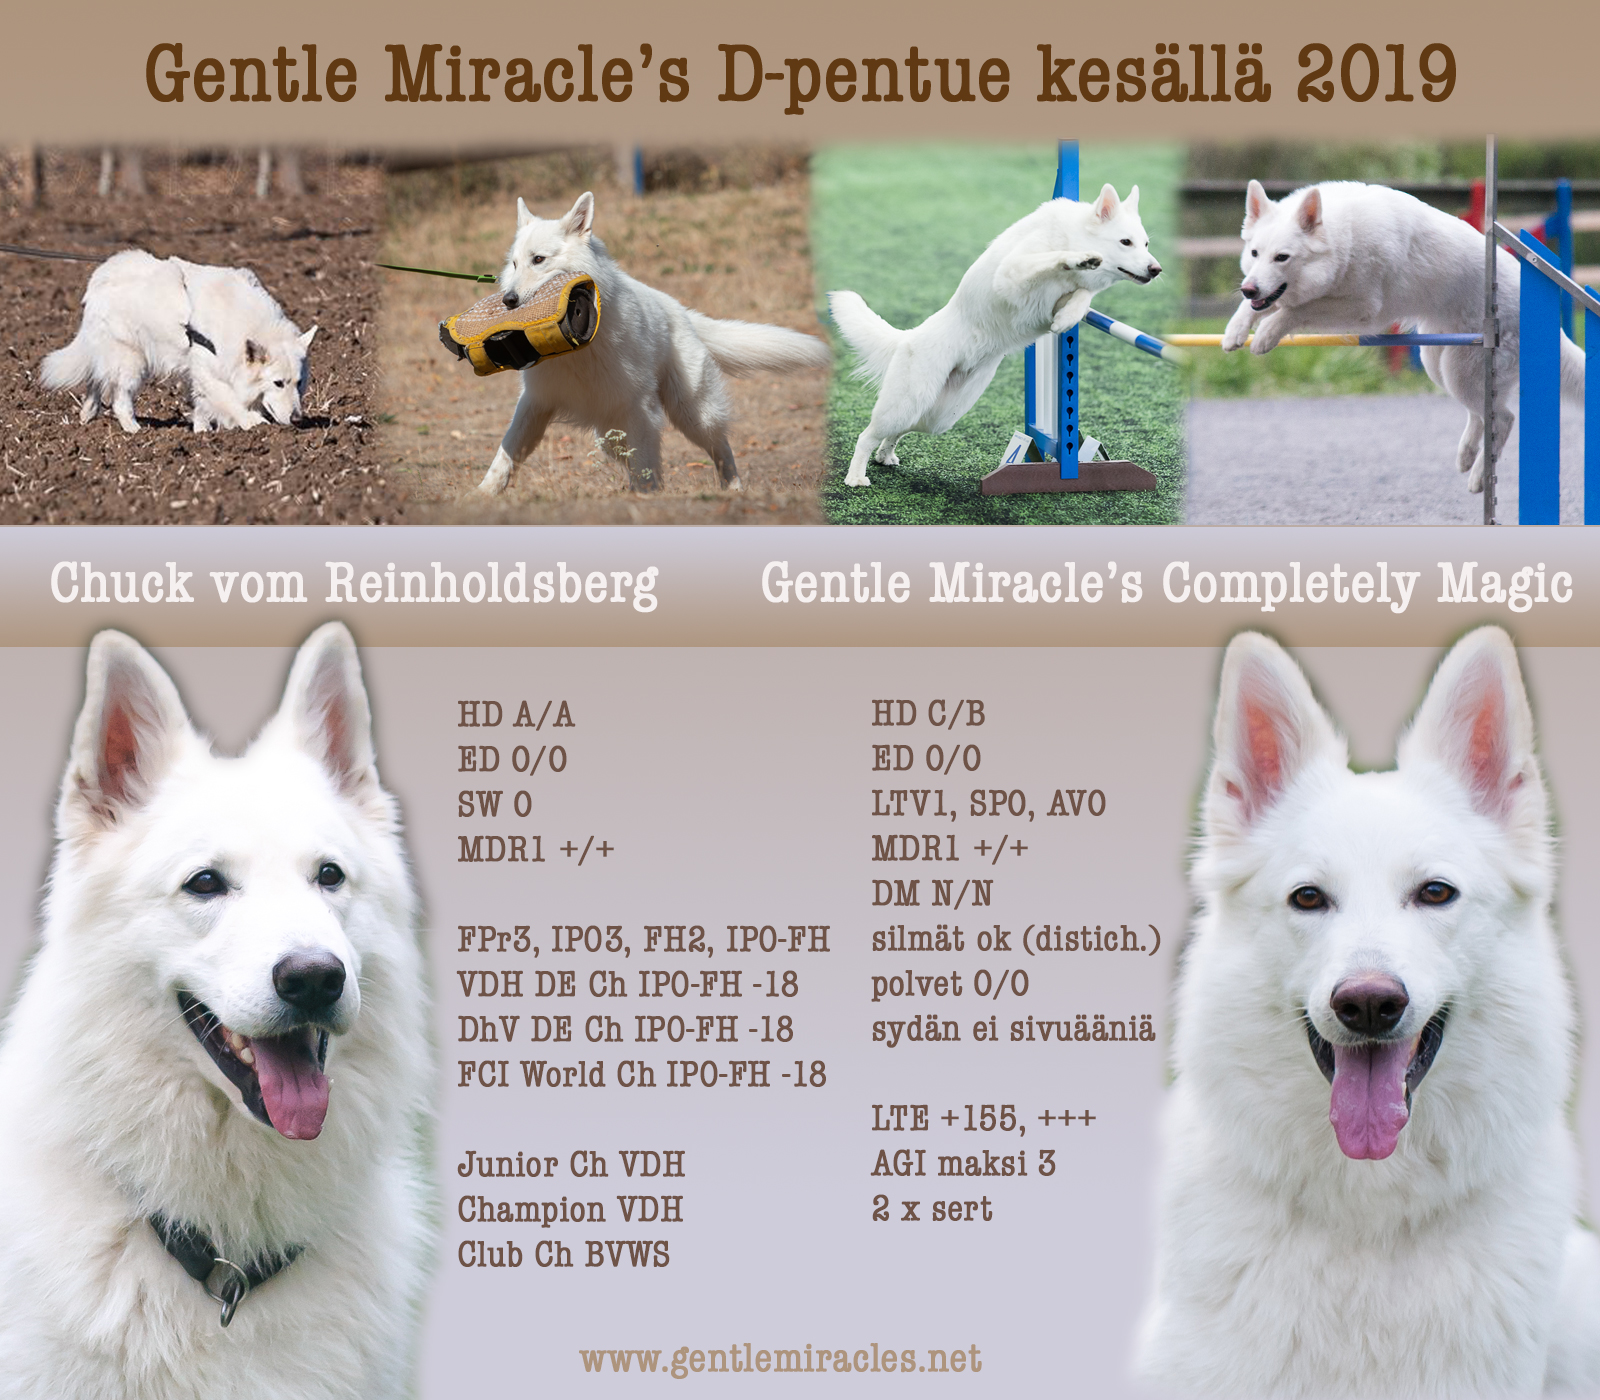 Gentle Miracle's D-pentue kesällä 2019
Chuck vom Reinholdsberg
Gentle Miracle's Completely Magic
HD A/A
ED 0/0
SW 0
MDR1 +/+
FPr3, IPO3, FH2, IPO-FH
VDH DE Ch IPO-FH -18
DhV DE Ch IPO-FH -18
FCI World Ch IPO-FH -18
Junior Ch VDH
Champion VDH
Club Ch BVWS
HD C/B
ED 0/0
LTV1, SP0, AV0
MDR1 +/+
DM N/N
silmät ok (distich.)
polvet 0/0
sydän ei sivuääniä
LTE +155, +++
AGI maksi 3
2 x sert
www.gentlemiracles.net